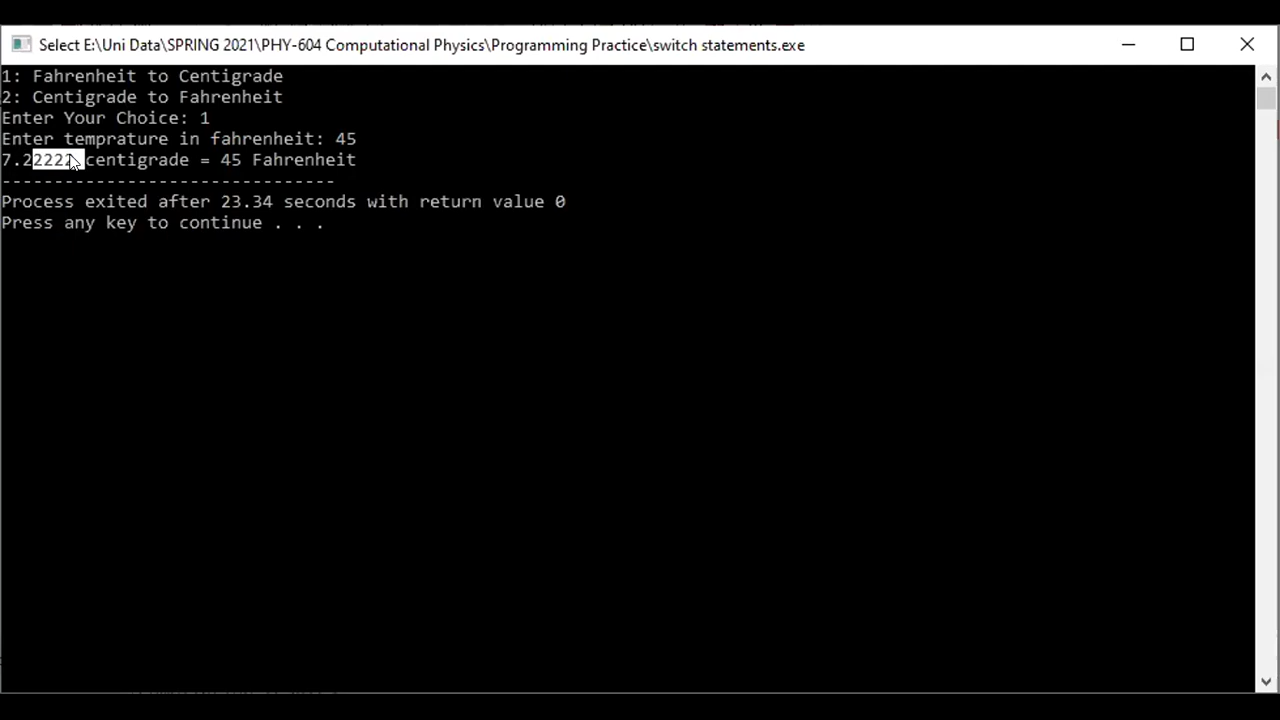 Select E:\Uni Data\SPRING 2021\PHY-604 Computational Physics\Programming Practice\switch statements.exe
1: Fahrenheit to Centigrade
2: Centigrade to Fahrenheit
Enter Your Choice: 1
Enter temprature in fahrenheit: 45
7.22222 centigrade = 45 Fahrenheit
--------------------------------
Process exited after 23.34 seconds with return value 0
Press any key to continue . . .